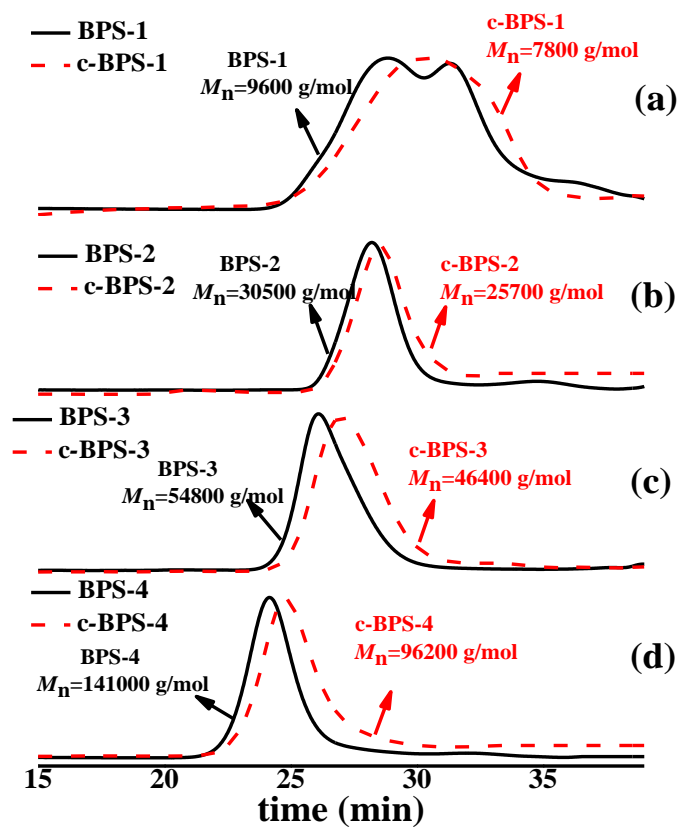 BPS-1
c-BPS-1
BPS-1
Mn=9600 g/mol
c-BPS-1
Mn=7800 g/mol
(a)
BPS-2
c-BPS-2
BPS-2
Mn=30500 g/mol
c-BPS-2
Mn=25700 g/mol
(b)
BPS-3
c-BPS-3
BPS-3
Mn=54800 g/mol
c-BPS-3
Mn=46400 g/mol
(c)
BPS-4
c-BPS-4
BPS-4
Mn=141000 g/mol
c-BPS-4
Mn=96200 g/mol
(d)
15 20 25 30 35
time (min)